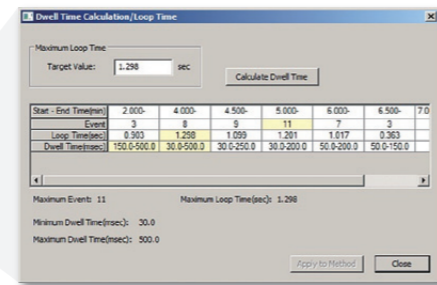 Dwell Time Calculation/Loop Time
Maximum Loop Time
Target Value: 1.298 sec
Calculate Dwell Time
Start - End Time(min) 2.000- 4.000- 4.500- 5.000- 6.000- 6.500- 7.0
Event 3 8 9 11 7 3
Loop Time(sec) 0.903 1.298 1.099 1.201 1.017 0.363
Dwell Time(msec) 150.0-500.0 30.0-500.0 30.0-250.0 30.0-200.0 50.0-200.0 50.0-150.0
Maximum Event: 11 Maximum Loop Time(sec): 1.298
Minimum Dwell Time(msec): 30.0
Maximum Dwell Time(msec): 500.0
Apply to Method Close